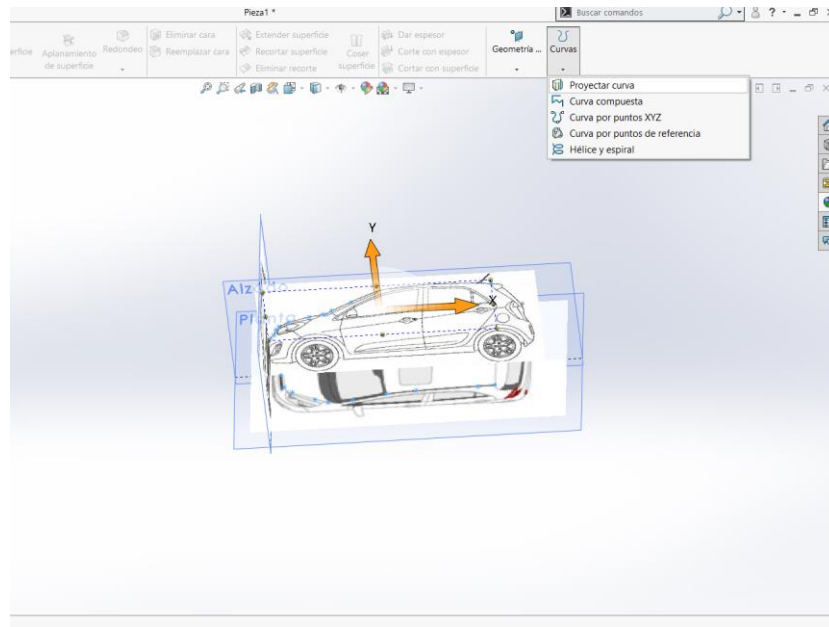 Pieza1 *
Buscar comandos
?
Aplanamiento de superficie
Redondeo
Eliminar cara
Reemplazar cara
Extender superficie
Recortar superficie
Eliminar recorte
Coser superficie
Dar espesor
Corte con espesor
Cortar con superficie
Geometría ...
Curvas
Proyectar curva
Curva compuesta
Curva por puntos XYZ
Curva por puntos de referencia
Hélice y espiral
Y
X
Alzado
Planta